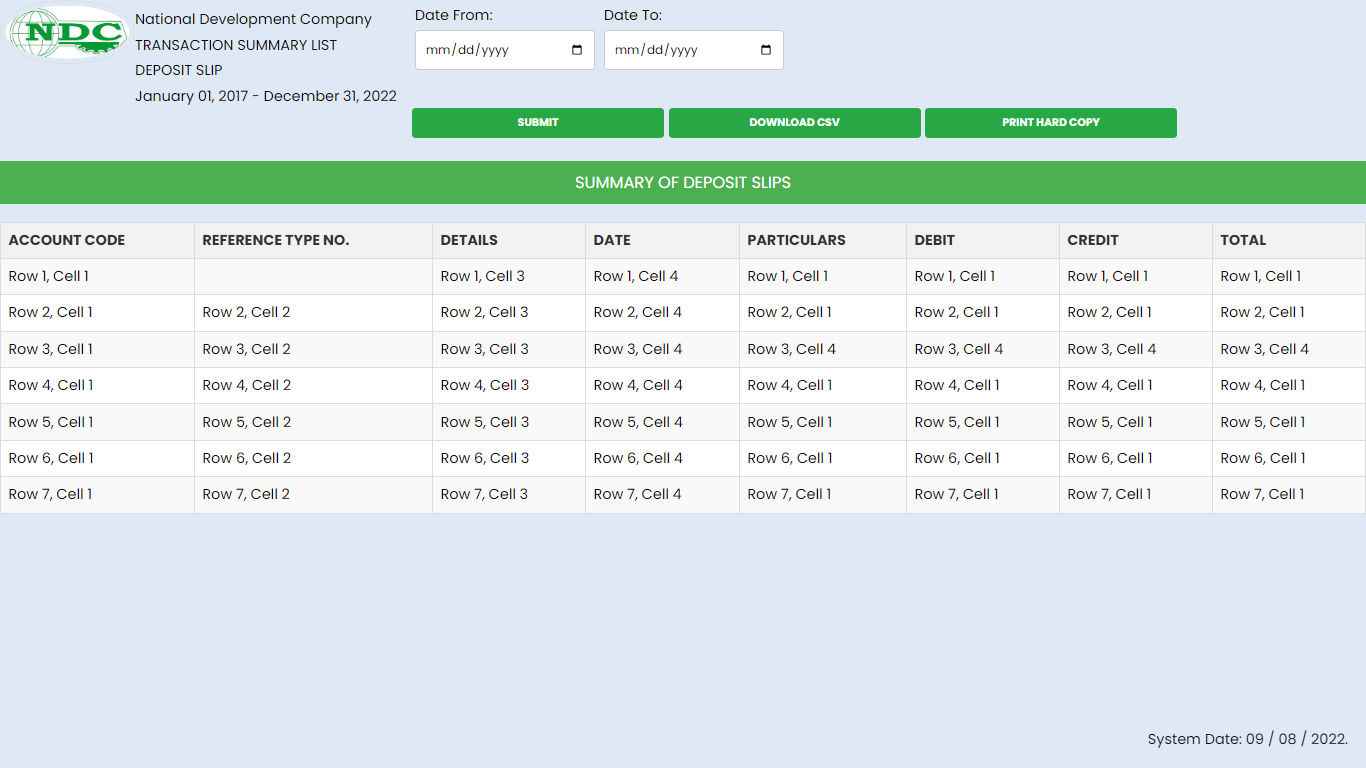 NDC
National Development Company
TRANSACTION SUMMARY LIST
DEPOSIT SLIP
January 01, 2017 - December 31, 2022
Date From: Date To:
mm/dd/yyyy mm/dd/yyyy
SUBMIT DOWNLOAD CSV PRINT HARD COPY
SUMMARY OF DEPOSIT SLIPS
ACCOUNT CODE REFERENCE TYPE NO. DETAILS DATE PARTICULARS DEBIT CREDIT TOTAL
Row 1, Cell 1 Row 1, Cell 3 Row 1, Cell 4 Row 1, Cell 1 Row 1, Cell 1 Row 1, Cell 1 Row 1, Cell 1
Row 2, Cell 1 Row 2, Cell 2 Row 2, Cell 3 Row 2, Cell 4 Row 2, Cell 1 Row 2, Cell 1 Row 2, Cell 1 Row 2, Cell 1
Row 3, Cell 1 Row 3, Cell 2 Row 3, Cell 3 Row 3, Cell 4 Row 3, Cell 4 Row 3, Cell 4 Row 3, Cell 4 Row 3, Cell 4
Row 4, Cell 1 Row 4, Cell 2 Row 4, Cell 3 Row 4, Cell 4 Row 4, Cell 1 Row 4, Cell 1 Row 4, Cell 1 Row 4, Cell 1
Row 5, Cell 1 Row 5, Cell 2 Row 5, Cell 3 Row 5, Cell 4 Row 5, Cell 1 Row 5, Cell 1 Row 5, Cell 1 Row 5, Cell 1
Row 6, Cell 1 Row 6, Cell 2 Row 6, Cell 3 Row 6, Cell 4 Row 6, Cell 1 Row 6, Cell 1 Row 6, Cell 1 Row 6, Cell 1
Row 7, Cell 1 Row 7, Cell 2 Row 7, Cell 3 Row 7, Cell 4 Row 7, Cell 1 Row 7, Cell 1 Row 7, Cell 1 Row 7, Cell 1
System Date: 09 / 08 / 2022.